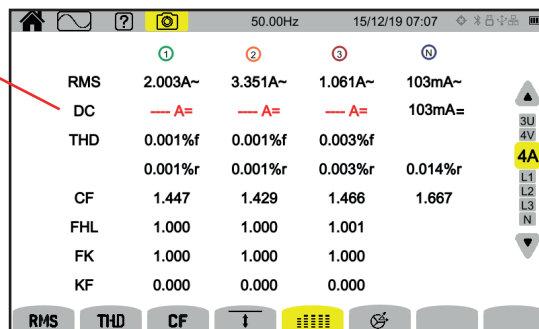 ? 50.00Hz 15/12/19 07:07
1 2 3 N
RMS 2.003A~ 3.351A~ 1.061A~ 103mA~
DC ---- A= ---- A= ---- A= 103mA=
THD 0.001%f 0.001%f 0.003%f
0.001%r 0.001%r 0.003%r 0.014%r
CF 1.447 1.429 1.466 1.667
FHL 1.000 1.000 1.001
FK 1.000 1.000 1.000
KF 0.000 0.000 0.000
3U
4V
4A
L1
L2
L3
N
RMS THD CF